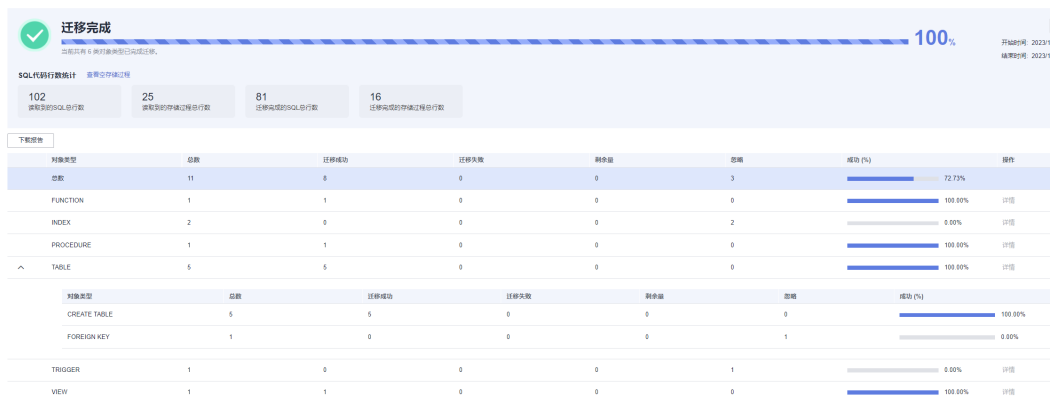 迁移完成
100%
当前共有 6 类对象类型已完成迁移。
开始时间: 2023/1
结束时间: 2023/1
SQL代码行数统计 查看空存储过程
102 25 81 16
读取到的SQL总行数 读取到的存储过程总行数 迁移完成的SQL总行数 迁移完成的存储过程总行数
下载报告
对象类型 总数 迁移成功 迁移失败 剩余量 忽略 成功 (%) 操作
总数 11 8 0 0 3 72.73%
FUNCTION 1 1 0 0 0 100.00% 详情
INDEX 2 0 0 0 2 0.00% 详情
PROCEDURE 1 1 0 0 0 100.00% 详情
TABLE 5 5 0 0 0 100.00% 详情
对象类型 总数 迁移成功 迁移失败 剩余量 忽略 成功 (%)
CREATE TABLE 5 5 0 0 0 100.00%
FOREIGN KEY 1 0 0 0 1 0.00%
TRIGGER 1 0 0 0 1 0.00% 详情
VIEW 1 1 0 0 0 100.00% 详情